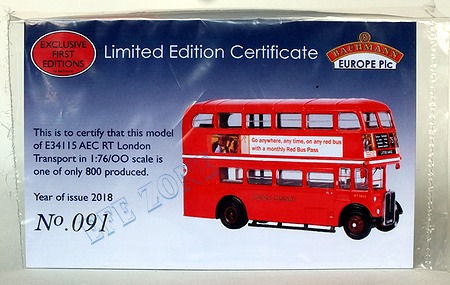 EXCLUSIVE
FIRST
EDITIONS
Limited Edition Certificate
BACHMANN
EUROPE Plc
This is to certify that this model
of E34115 AEC RT London
Transport in 1:76/OO scale is
one of only 800 produced.
Go anywhere, any time, on any red bus
with a monthly Red Bus Pass
Year of issue 2018
No.091